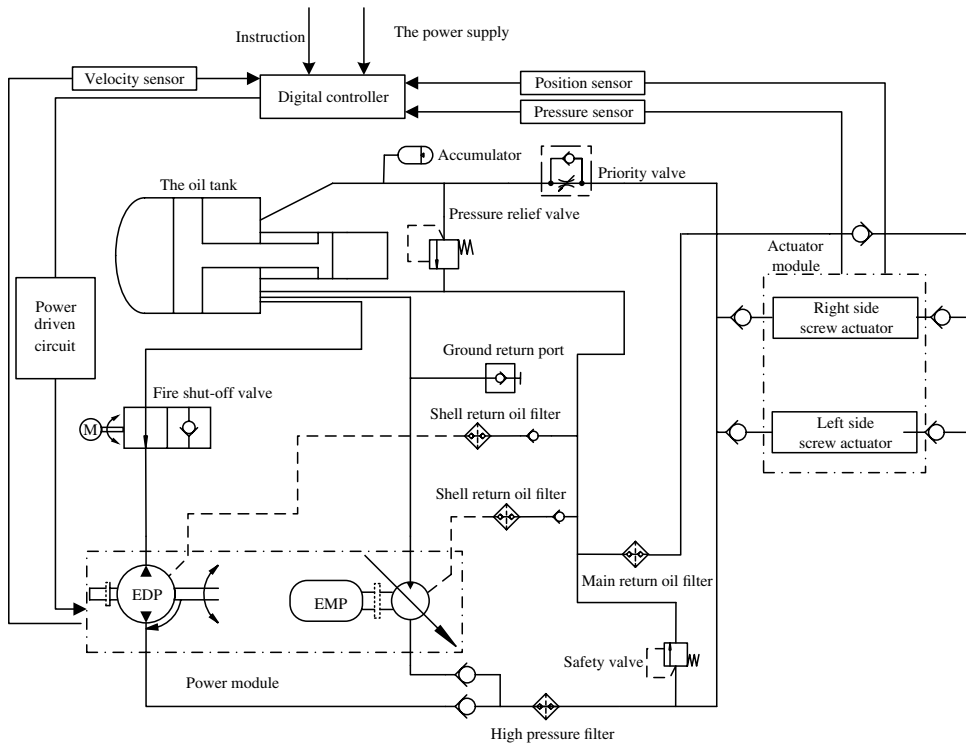 Instruction
The power supply
Velocity sensor
Digital controller
Position sensor
Pressure sensor
Accumulator
Priority valve
The oil tank
Pressure relief valve
Actuator
module
Power
driven
circuit
Right side
screw actuator
Ground return port
Fire shut-off valve
M
Shell return oil filter
Left side
screw actuator
Shell return oil filter
Main return oil filter
EDP
EMP
Safety valve
Power module
High pressure filter